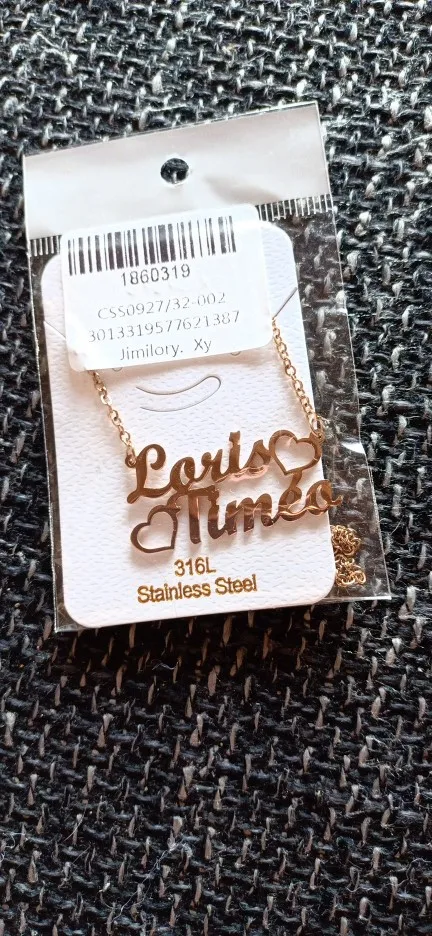 1860319
CSS0927/32-002
3013319577621387
Jimilory. Xy
Loris
Timéo
316L
Stainless Steel